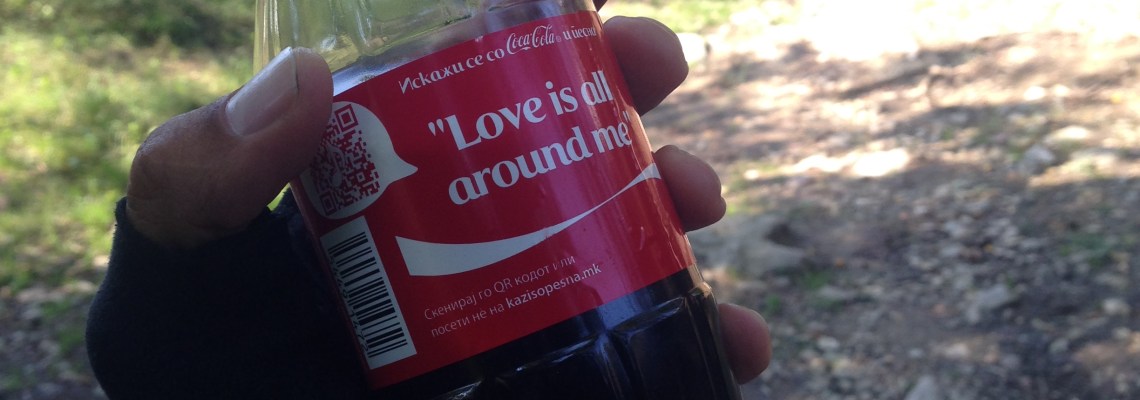 Искажи се со Coca-Cola и песна
"Love is all
around me"
Скенирај го QR кодот или
посети не на kazisopesna.mk